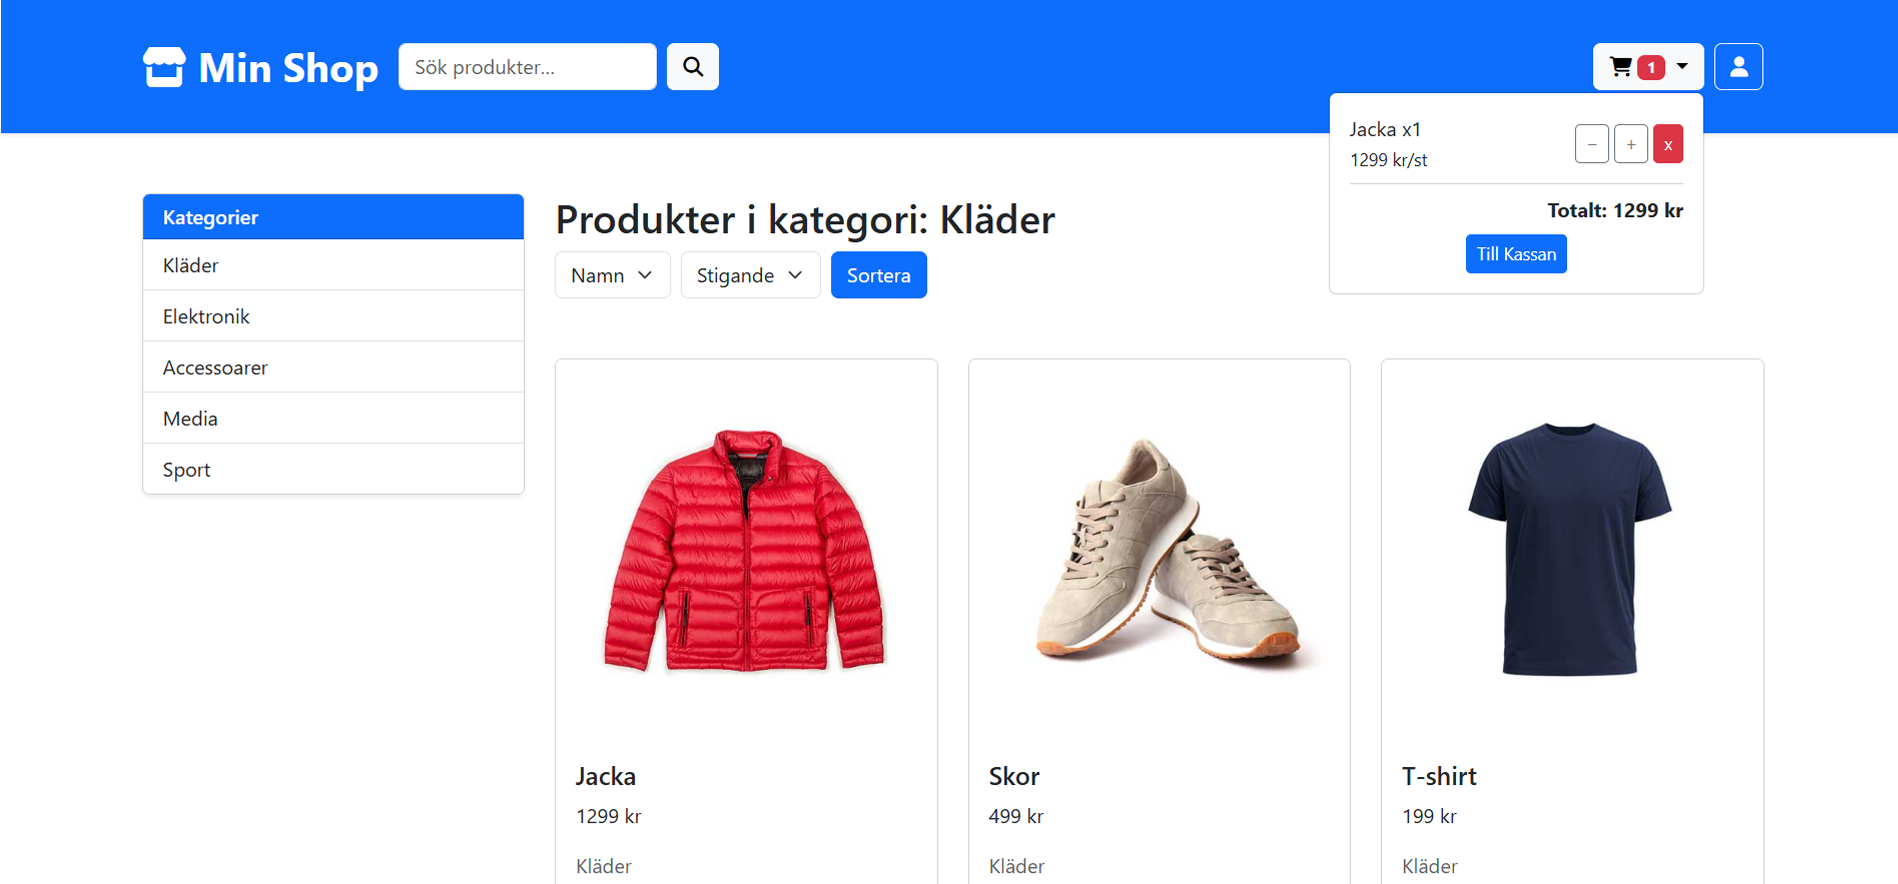 Min Shop
Sök produkter...
1
Jacka x1
1299 kr/st
− + x
Totalt: 1299 kr
Till Kassan
Kategorier
Kläder
Elektronik
Accessoarer
Media
Sport
Produkter i kategori: Kläder
Namn Stigande Sortera
Jacka
1299 kr
Kläder
Skor
499 kr
Kläder
T-shirt
199 kr
Kläder